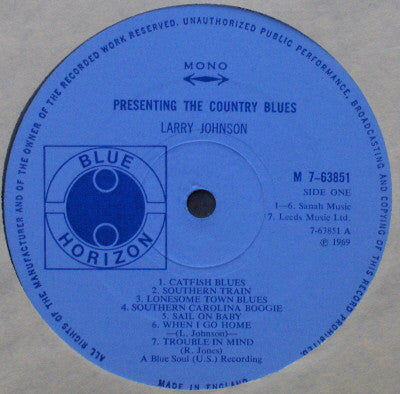 ALL RIGHTS OF THE MANUFACTURER AND OF THE OWNER OF THE RECORDED WORK RESERVED. UNAUTHORIZED PUBLIC PERFORMANCE, BROADCASTING AND COPYING OF THIS RECORD PROHIBITED.
MONO
PRESENTING THE COUNTRY BLUES
LARRY JOHNSON
BLUE
HORIZON
M 7-63851
SIDE ONE
1—6. Sanah Music
7. Leeds Music Ltd.
7-63851 A
℗ 1969
1. CATFISH BLUES
2. SOUTHERN TRAIN
3. LONESOME TOWN BLUES
4. SOUTHERN CAROLINA BOOGIE
5. SAIL ON BABY
6. WHEN I GO HOME
—(L. Johnson)—
7. TROUBLE IN MIND
(R. Jones)
A Blue Soul (U.S.) Recording
MADE IN ENGLAND